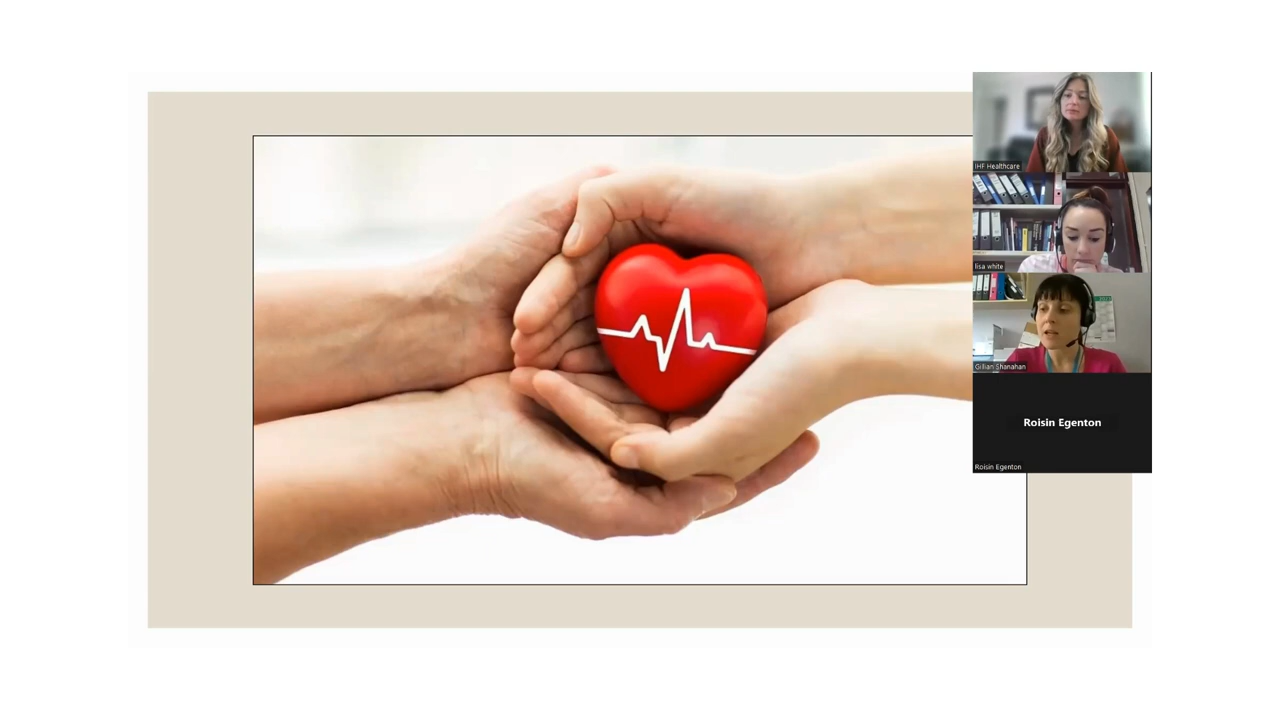 IHF Healthcare
lisa white
Gillian Shanahan
Roisin Egenton
Roisin Egenton